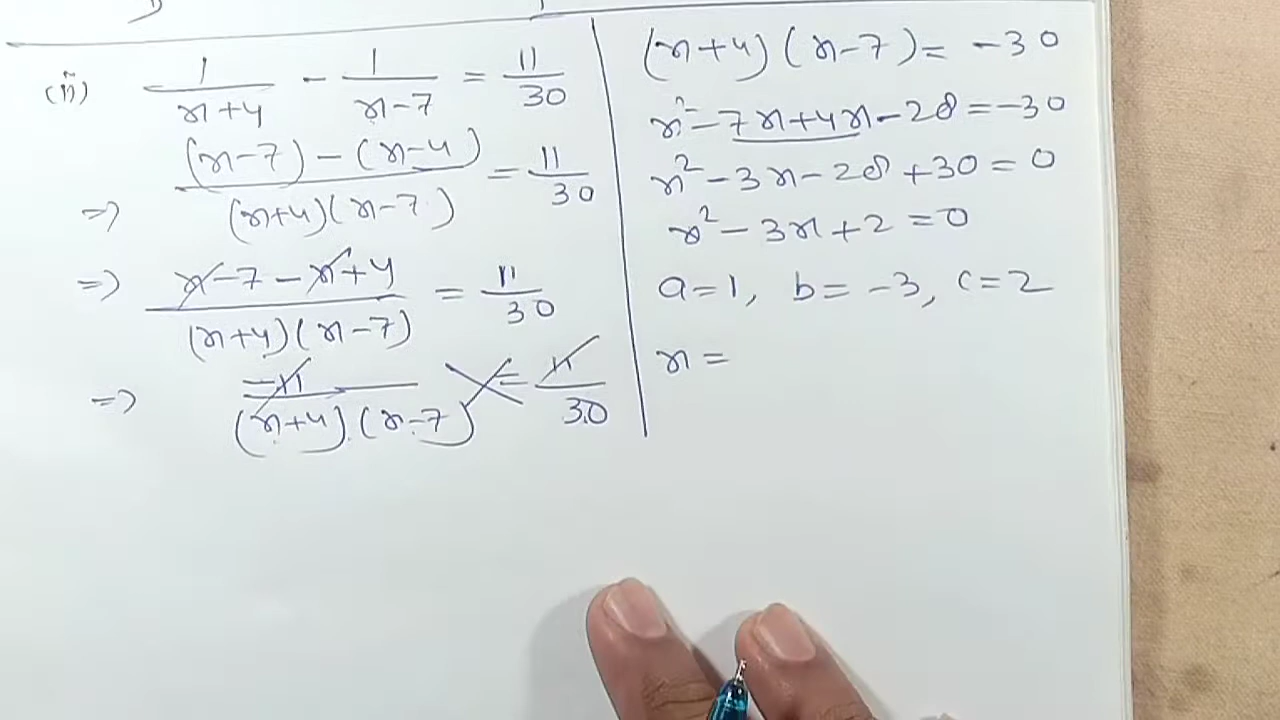 (ii) 1/(x+4) - 1/(x-7) = 11/30
⇒ ((x-7) - (x-4))/((x+4)(x-7)) = 11/30
⇒ (x-7-x+4)/((x+4)(x-7)) = 11/30
⇒ -11/((x+4)(x-7)) = 11/30
(x+4)(x-7) = -30
x² - 7x + 4x - 28 = -30
x² - 3x - 28 + 30 = 0
x² - 3x + 2 = 0
a=1, b= -3, c=2
x =